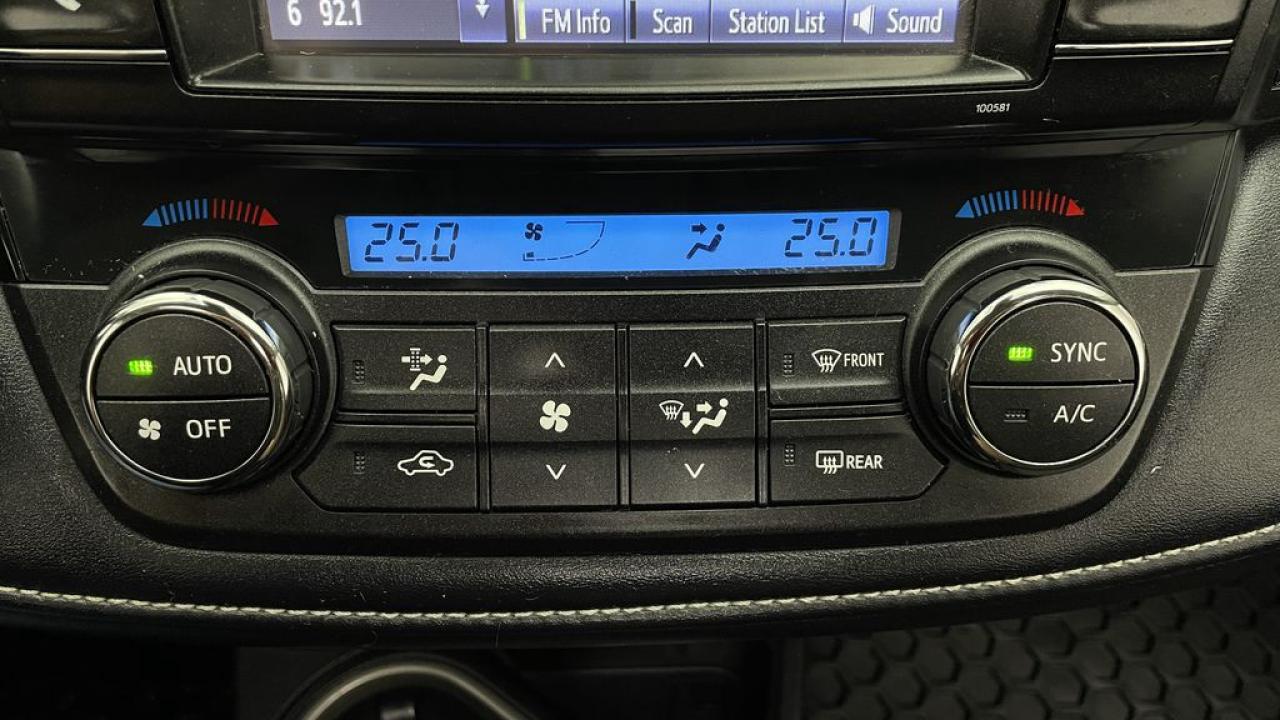 6 92.1
FM Info
Scan
Station List
Sound
100581
25.0
25.0
AUTO
OFF
FRONT
REAR
SYNC
A/C